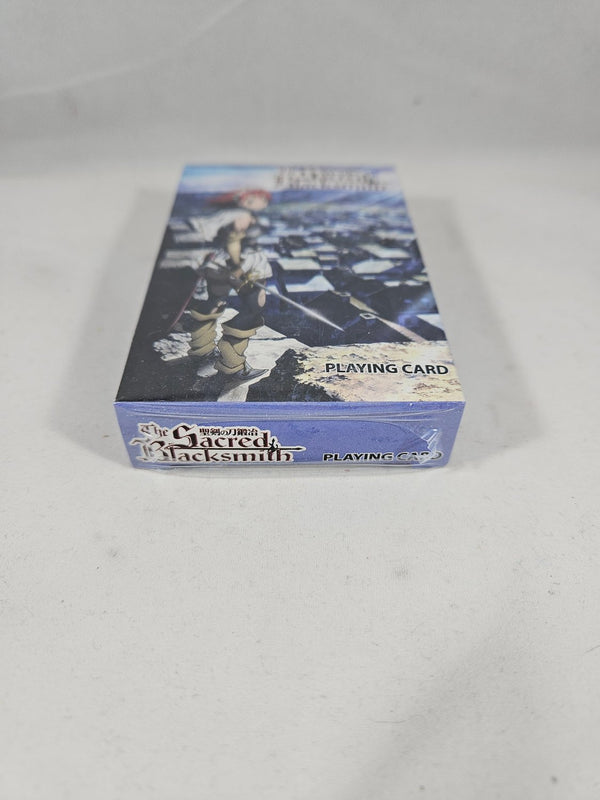 PLAYING CARD
The Sacred 聖剣の刀鍛冶
Blacksmith
PLAYING CARD